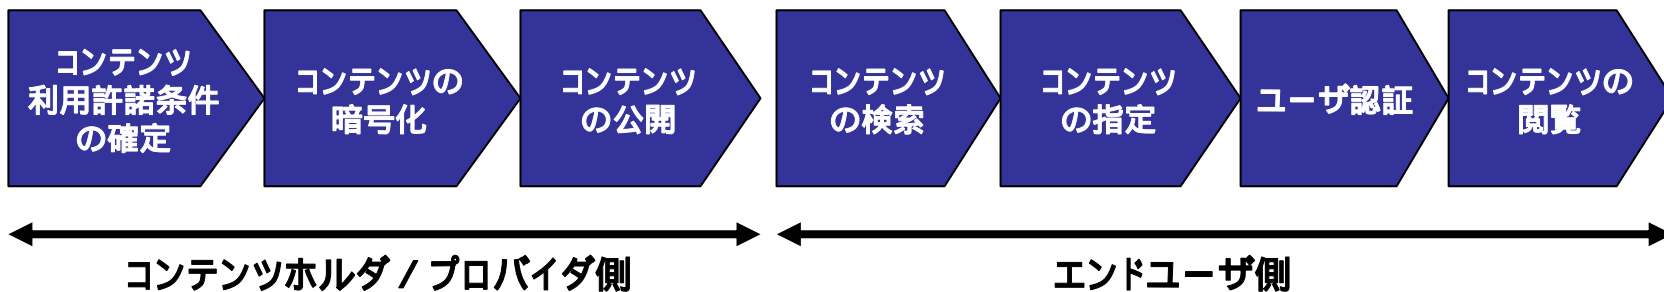 コンテンツ
利用許諾条件
の確定
コンテンツの
暗号化
コンテンツ
の公開
コンテンツ
の検索
コンテンツ
の指定
ユーザ認証
コンテンツの
閲覧
コンテンツホルダ / プロバイダ側
エンドユーザ側